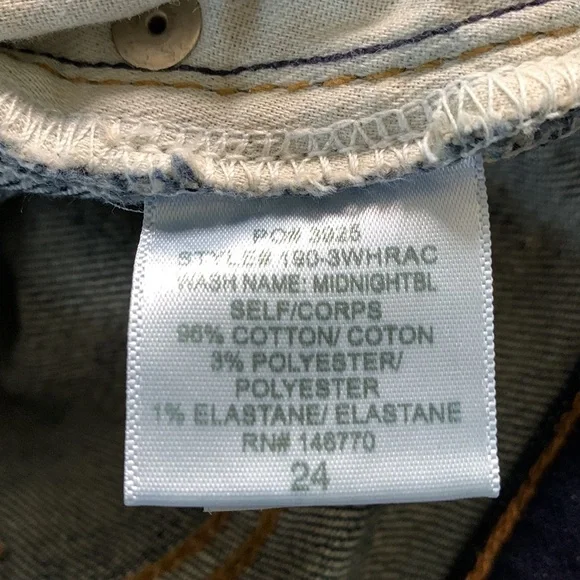 PO# 3925
STYLE# 190-3WHRAC
WASH NAME: MIDNIGHTBL
SELF/CORPS
96% COTTON/ COTON
3% POLYESTER/
POLYESTER
1% ELASTANE/ ELASTANE
RN# 146770
24